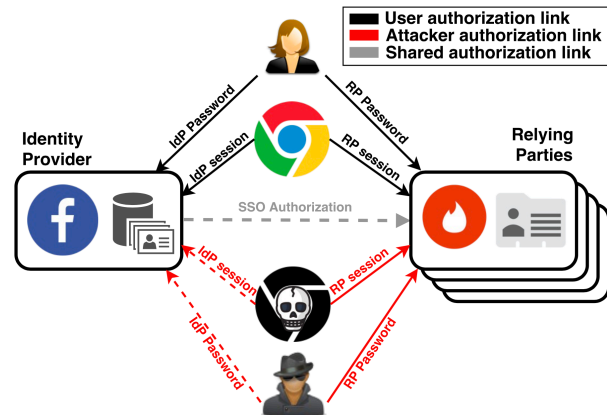 User authorization link
Attacker authorization link
Shared authorization link
IdP Password
RP Password
Identity
Provider
IdP session
RP session
Relying
Parties
SSO Authorization
IdP session
RP session
IdP Password
RP Password